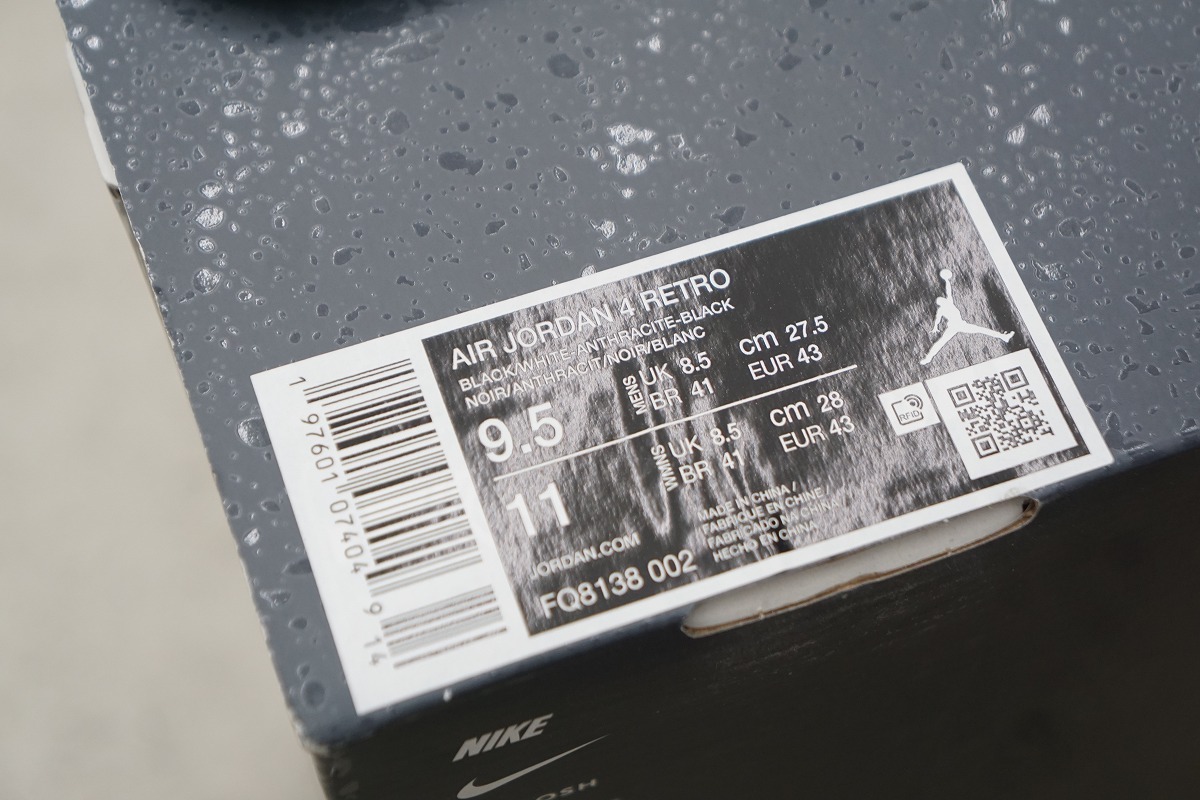 AIR JORDAN 4 RETRO
BLACK/WHITE-ANTHRACITE-BLACK
NOIR/ANTHRACIT/NOIR/BLANC
9.5
MENS
UK 8.5
BR 41
cm 27.5
EUR 43
11
WMNS
UK 8.5
BR 41
cm 28
EUR 43
RFID
JORDAN.COM
FQ8138 002
MADE IN CHINA /
FABRIQUE EN CHINE
FABRICADO NA CHINA
HECHO EN CHINA
1 97601 07404 9 14
NIKE